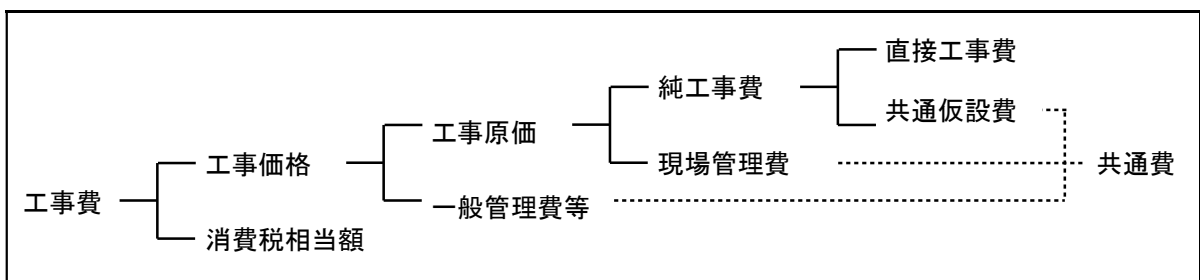 直接工事費
純工事費
共通仮設費
工事原価
工事価格
現場管理費
共通費
工事費
一般管理費等
消費税相当額